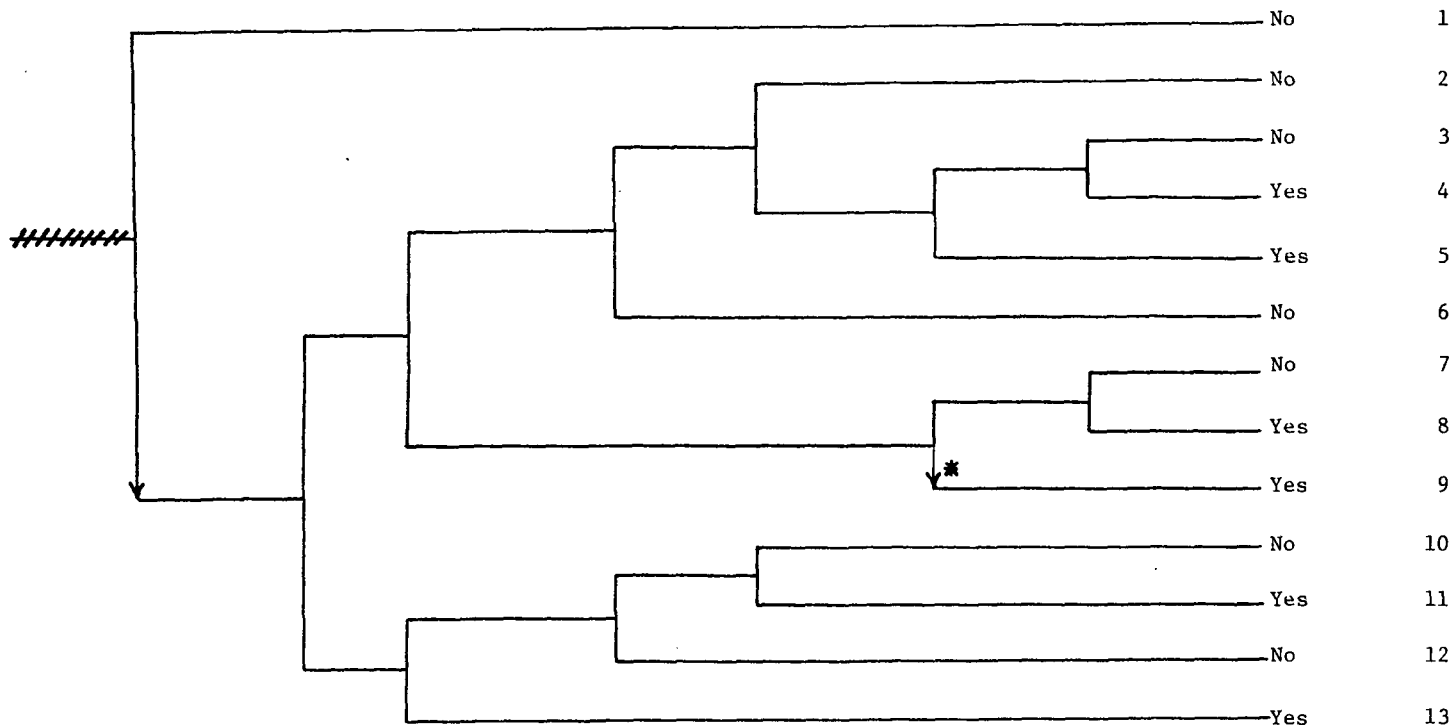 No 1
No 2
No 3
Yes 4
Yes 5
No 6
No 7
Yes 8
*
Yes 9
No 10
Yes 11
No 12
Yes 13